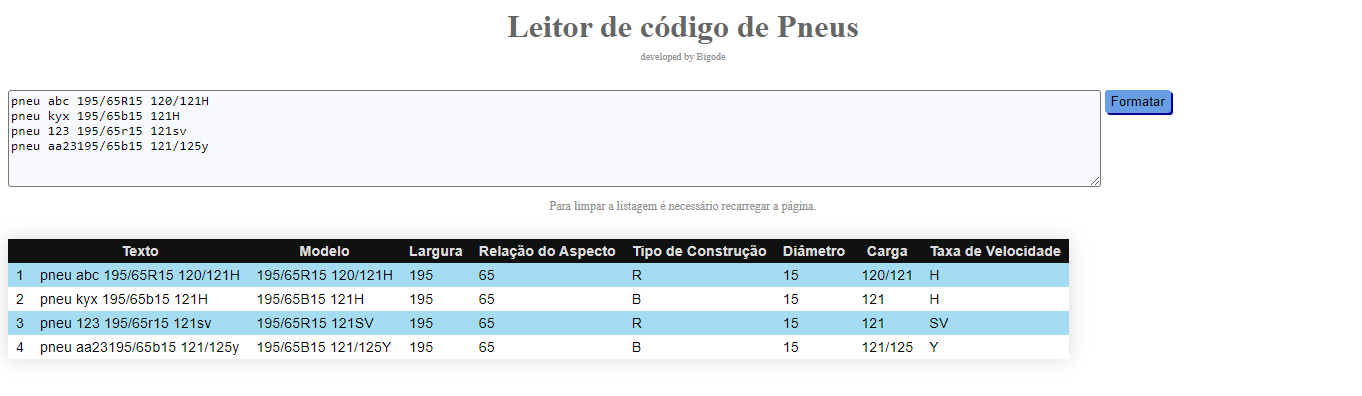 Leitor de código de Pneus
developed by Bigode
pneu abc 195/65R15 120/121H
pneu kyx 195/65b15 121H
pneu 123 195/65r15 121sv
pneu aa23195/65b15 121/125y
Formatar
Para limpar a listagem é necessário recarregar a página.
Texto Modelo Largura Relação do Aspecto Tipo de Construção Diâmetro Carga Taxa de Velocidade
1 pneu abc 195/65R15 120/121H 195/65R15 120/121H 195 65 R 15 120/121 H
2 pneu kyx 195/65b15 121H 195/65B15 121H 195 65 B 15 121 H
3 pneu 123 195/65r15 121sv 195/65R15 121SV 195 65 R 15 121 SV
4 pneu aa23195/65b15 121/125y 195/65B15 121/125Y 195 65 B 15 121/125 Y